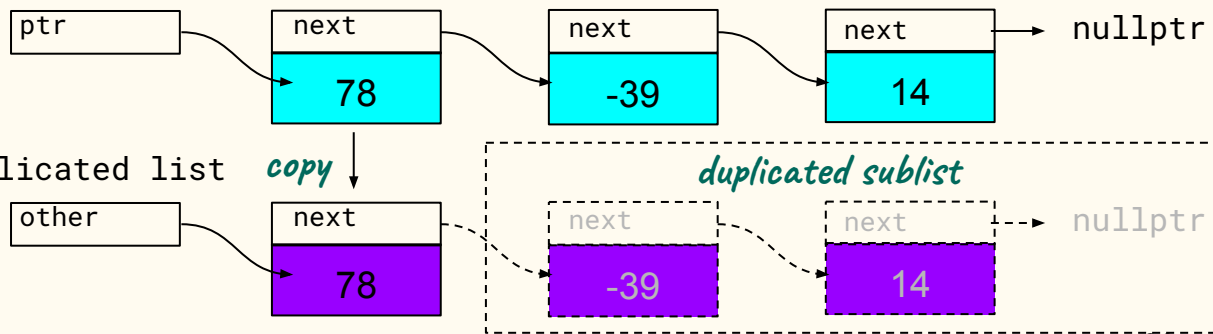 ptr
next
next
next
nullptr
78
-39
14
licated list
copy
duplicated sublist
other
next
next
next
nullptr
78
-39
14